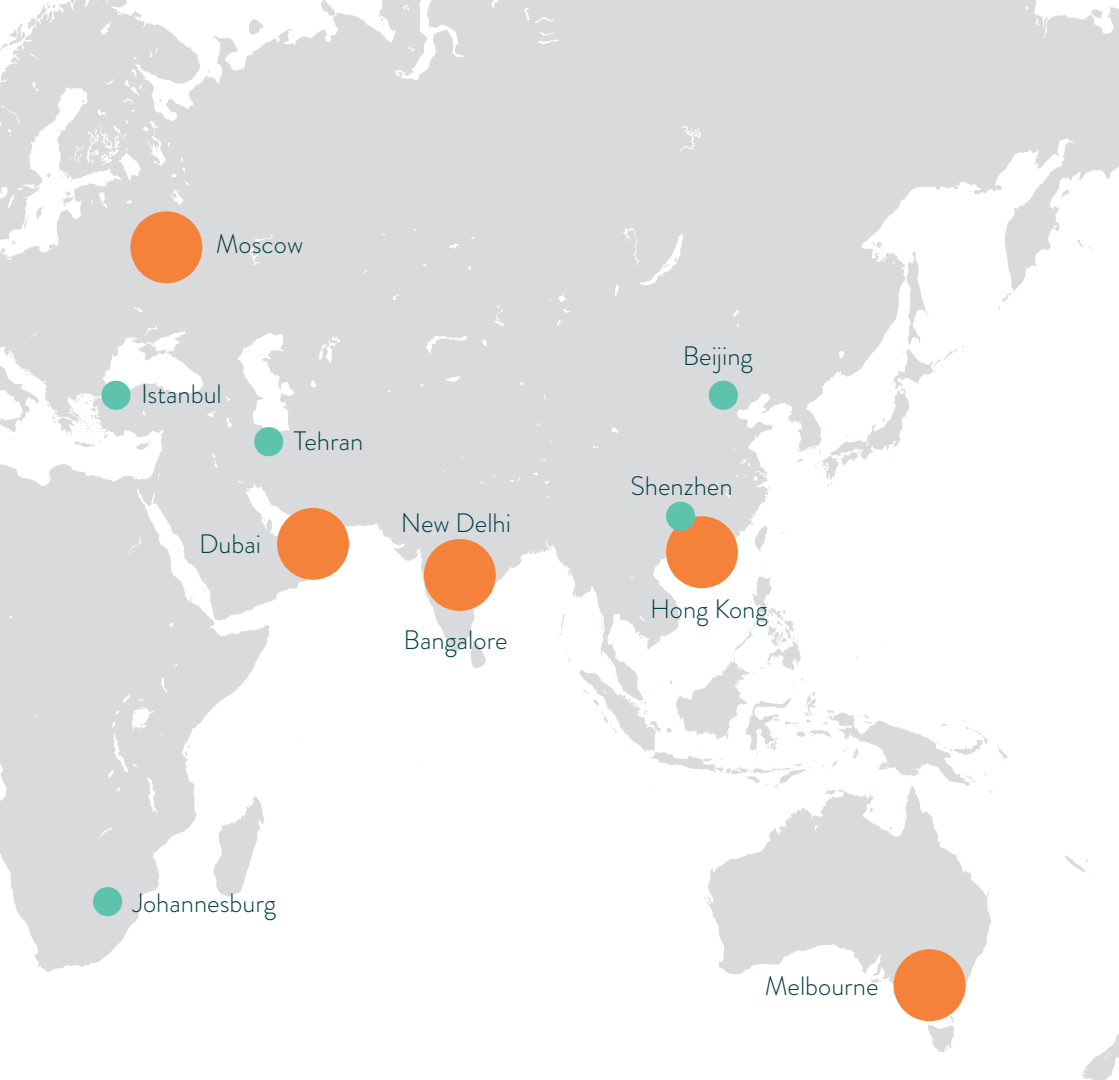 Moscow
Beijing
Istanbul
Tehran
Shenzhen
New Delhi
Dubai
Hong Kong
Bangalore
Johannesburg
Melbourne